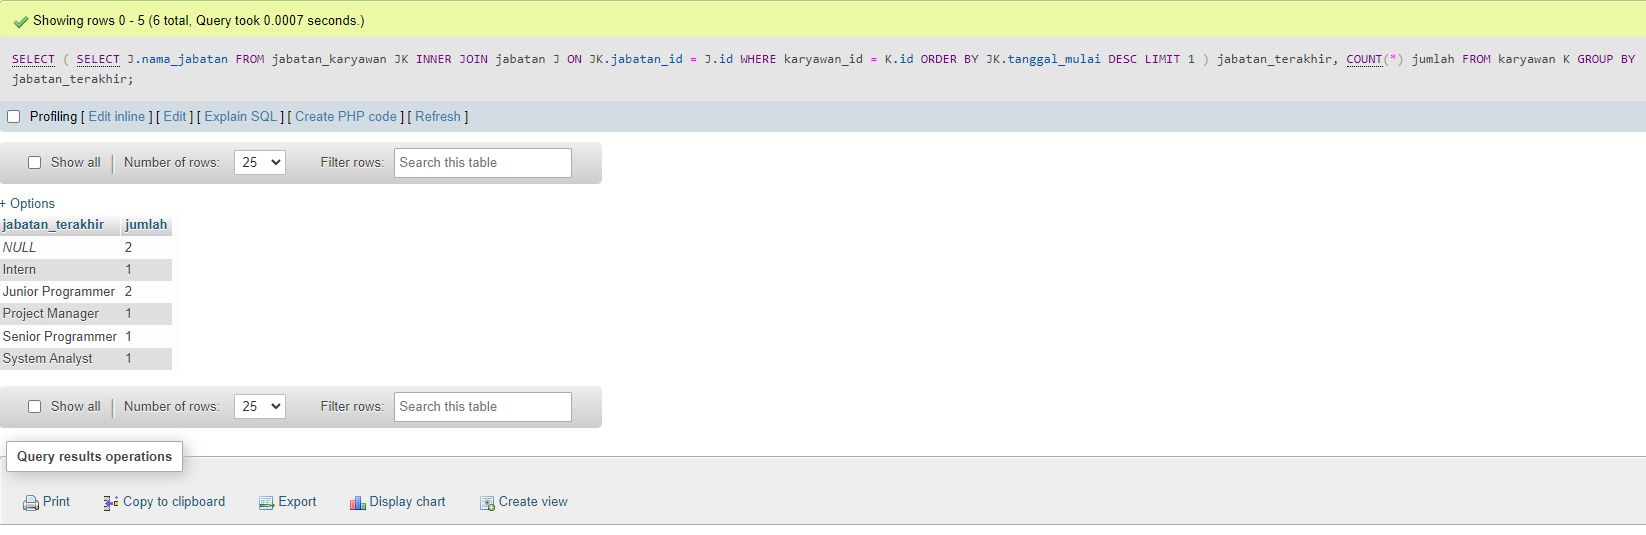 Showing rows 0 - 5 (6 total, Query took 0.0007 seconds.)
SELECT ( SELECT J.nama_jabatan FROM jabatan_karyawan JK INNER JOIN jabatan J ON JK.jabatan_id = J.id WHERE karyawan_id = K.id ORDER BY JK.tanggal_mulai DESC LIMIT 1 ) jabatan_terakhir, COUNT(*) jumlah FROM karyawan K GROUP BY
jabatan_terakhir;
Profiling [ Edit inline ] [ Edit ] [ Explain SQL ] [ Create PHP code ] [ Refresh ]
Show all | Number of rows: 25 Filter rows: Search this table
+ Options
jabatan_terakhir jumlah
NULL 2
Intern 1
Junior Programmer 2
Project Manager 1
Senior Programmer 1
System Analyst 1
Show all | Number of rows: 25 Filter rows: Search this table
Query results operations
Print Copy to clipboard Export Display chart Create view